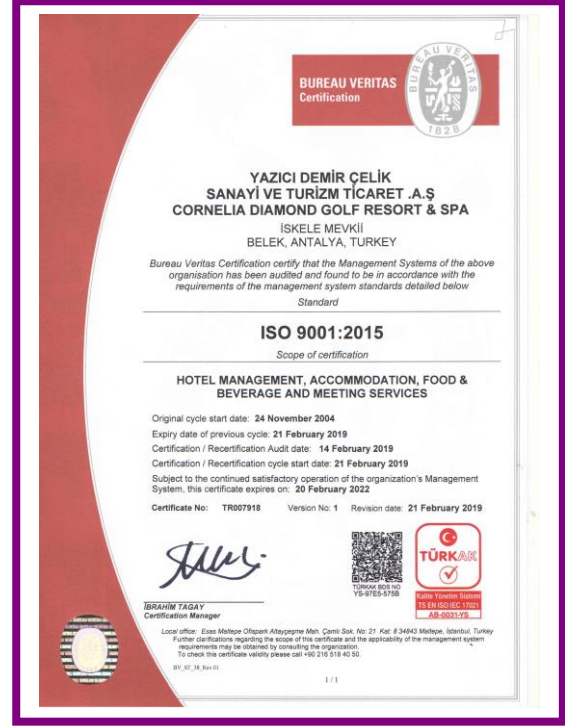 BUREAU VERITAS
Certification
BUREAU VERITAS
1828
YAZICI DEMİR ÇELİK
SANAYİ VE TURİZM TİCARET .A.Ş
CORNELIA DIAMOND GOLF RESORT & SPA
İSKELE MEVKİİ
BELEK, ANTALYA, TURKEY
Bureau Veritas Certification certify that the Management Systems of the above
organisation has been audited and found to be in accordance with the
requirements of the management system standards detailed below
Standard
ISO 9001:2015
Scope of certification
HOTEL MANAGEMENT, ACCOMMODATION, FOOD &
BEVERAGE AND MEETING SERVICES
Original cycle start date: 24 November 2004
Expiry date of previous cycle: 21 February 2019
Certification / Recertification Audit date: 14 February 2019
Certification / Recertification cycle start date: 21 February 2019
Subject to the continued satisfactory operation of the organization's Management
System, this certificate expires on: 20 February 2022
Certificate No: TR007918 Version No: 1 Revision date: 21 February 2019
TÜRKAK BDS NO
YS-97E5-575B
TÜRKAK
Kalite Yönetim Sistemi
TS EN ISO IEC 17021
AB-0031-YS
İBRAHİM TAGAY
Certification Manager
Local office: Esas Maltepe Ofispark Altayçeşme Mah. Çamlı Sok. No: 21 Kat: 8 34843 Maltepe, İstanbul, Turkey
Further clarifications regarding the scope of this certificate and the applicability of the management system
requirements may be obtained by consulting the organization.
To check this certificate validity please call +90 216 518 40 50.
BV_ST_38_Rev.01
1 / 1